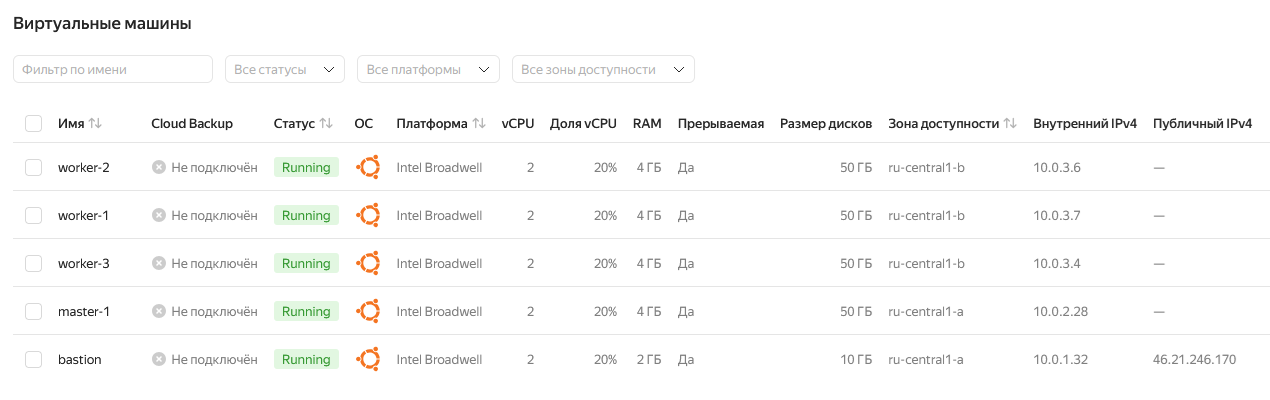 Виртуальные машины
Фильтр по имени Все статусы Все платформы Все зоны доступности
Имя Cloud Backup Статус ОС Платформа vCPU Доля vCPU RAM Прерываемая Размер дисков Зона доступности Внутренний IPv4 Публичный IPv4
worker-2 Не подключён Running Intel Broadwell 2 20% 4 ГБ Да 50 ГБ ru-central1-b 10.0.3.6 —
worker-1 Не подключён Running Intel Broadwell 2 20% 4 ГБ Да 50 ГБ ru-central1-b 10.0.3.7 —
worker-3 Не подключён Running Intel Broadwell 2 20% 4 ГБ Да 50 ГБ ru-central1-b 10.0.3.4 —
master-1 Не подключён Running Intel Broadwell 2 20% 4 ГБ Да 50 ГБ ru-central1-a 10.0.2.28 —
bastion Не подключён Running Intel Broadwell 2 20% 2 ГБ Да 10 ГБ ru-central1-a 10.0.1.32 46.21.246.170